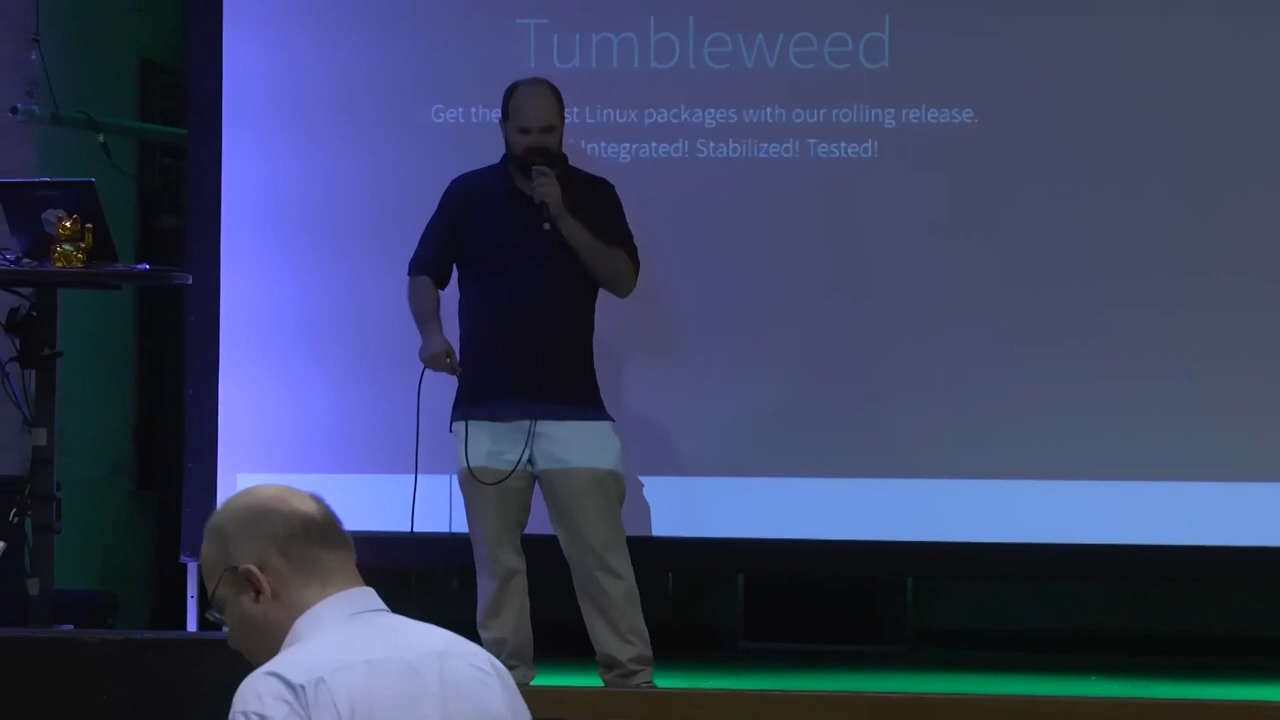 Tumbleweed
Get the st Linux packages with our rolling release.
Integrated! Stabilized! Tested!